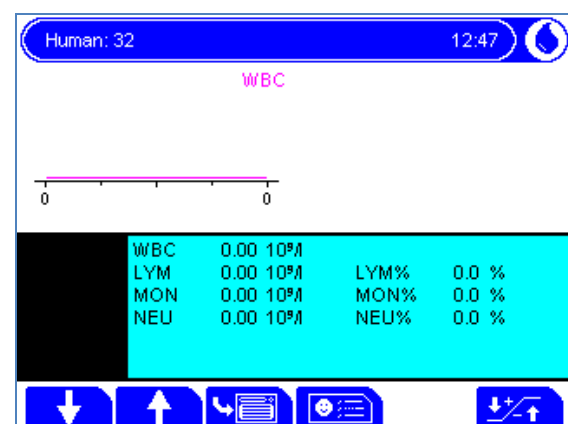 Human: 32 12:47
WBC
0 0
WBC 0.00 10⁹/l
LYM 0.00 10⁹/l LYM% 0.0 %
MON 0.00 10⁹/l MON% 0.0 %
NEU 0.00 10⁹/l NEU% 0.0 %